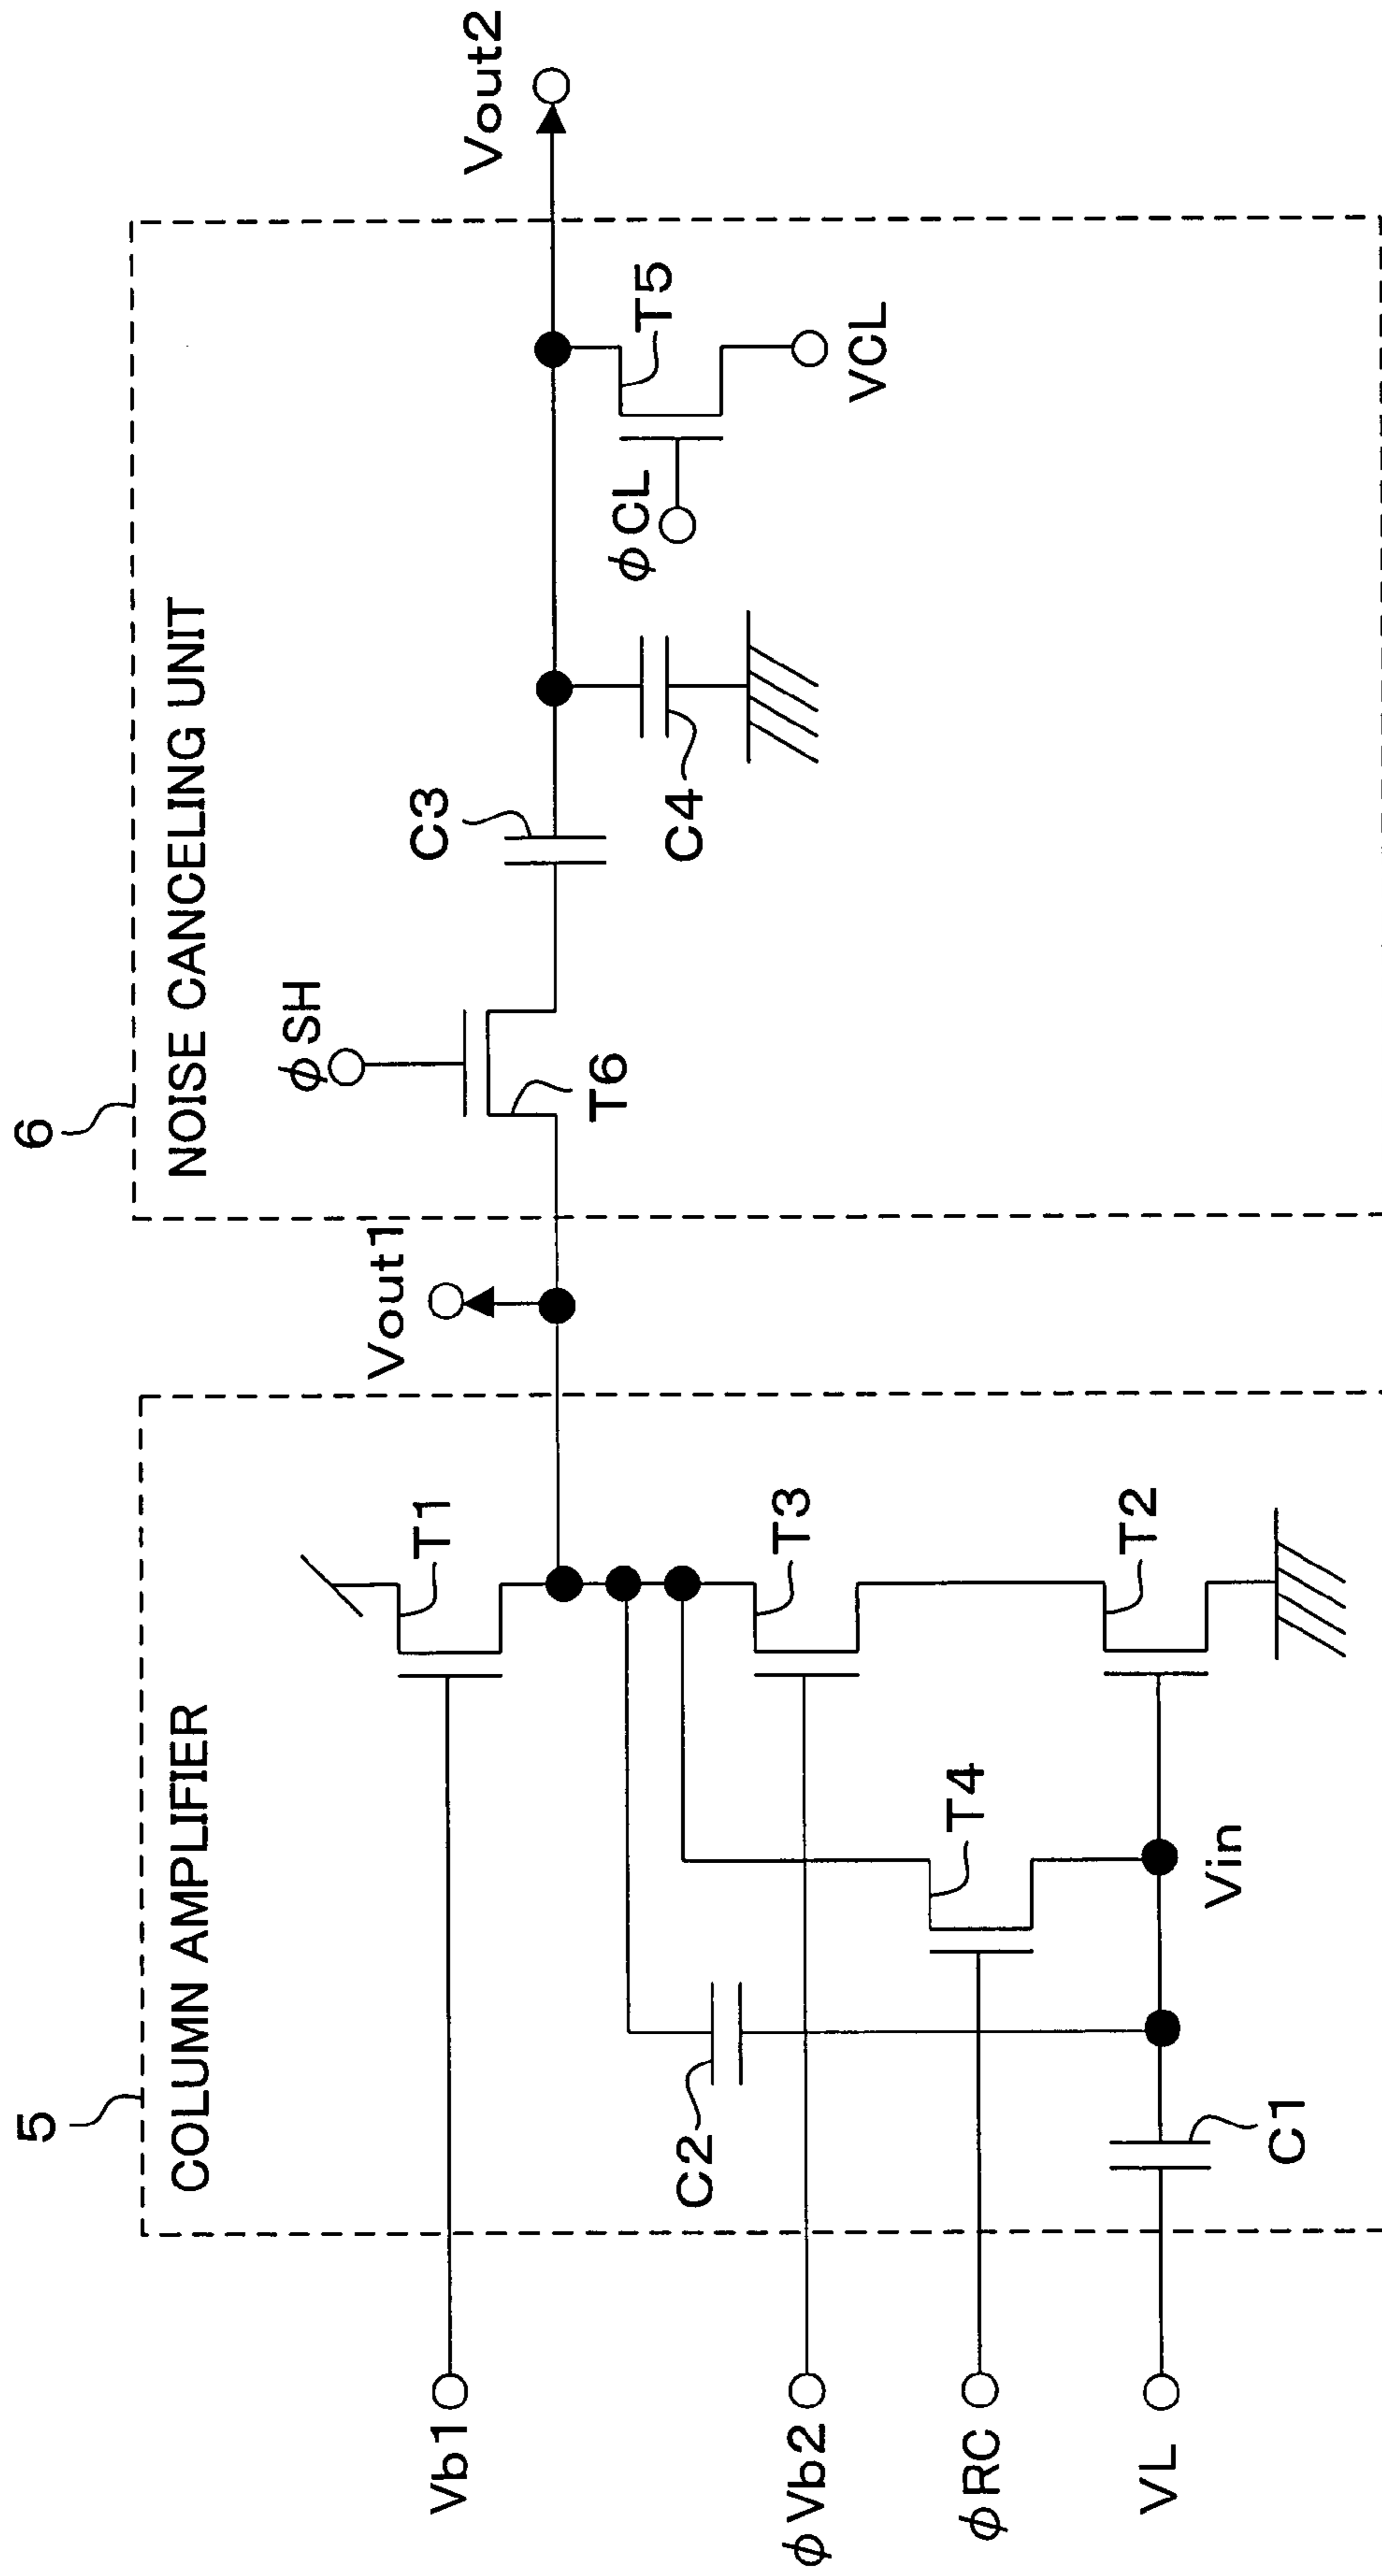 5
COLUMN AMPLIFIER
6
NOISE CANCELING UNIT
Vb1
T1
Vout1
φSH
T6
C3
Vout2
C2
T3
C4
φCL
T5
VCL
φVb2
T4
φRC
T2
Vin
VL
C1